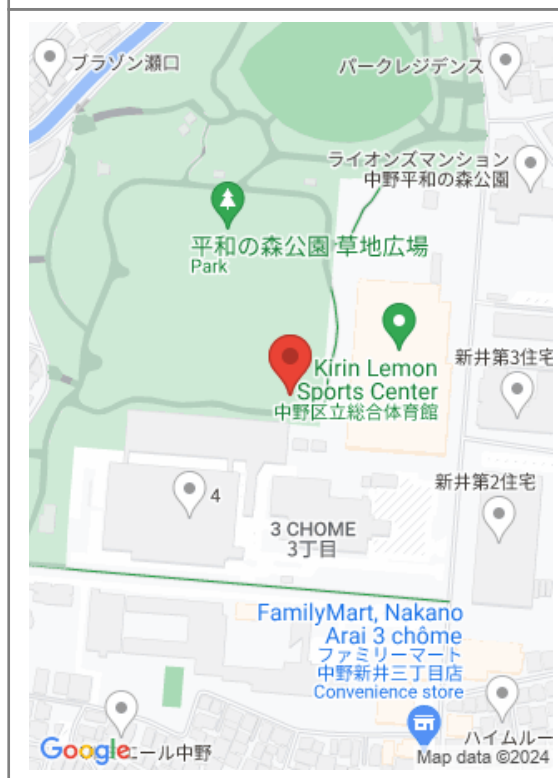 ブラゾン瀬口
パークレジデンス
ライオンズマンション
中野平和の森公園
平和の森公園 草地広場
Park
Kirin Lemon
Sports Center
中野区立総合体育館
新井第3住宅
新井第2住宅
4
3 CHOME
3丁目
FamilyMart, Nakano
Arai 3 chôme
ファミリーマート
中野新井三丁目店
Convenience store
ハイムルー
Google
ニール中野
Map data ©2024